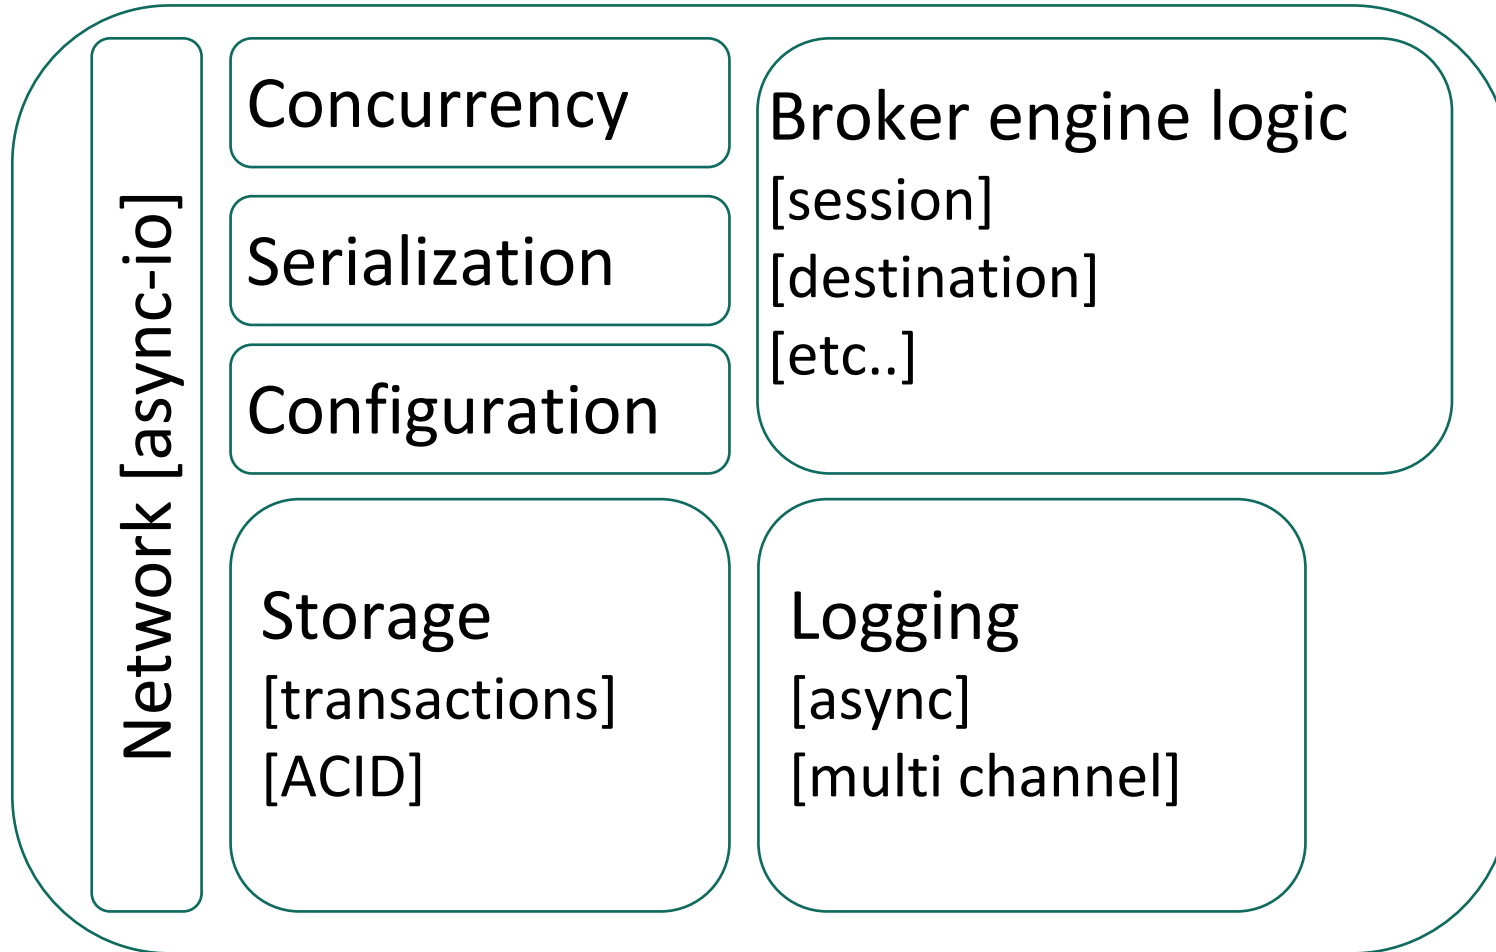 Network [async-io]
Concurrency
Serialization
Configuration
Broker engine logic
[session]
[destination]
[etc..]
Storage
[transactions]
[ACID]
Logging
[async]
[multi channel]